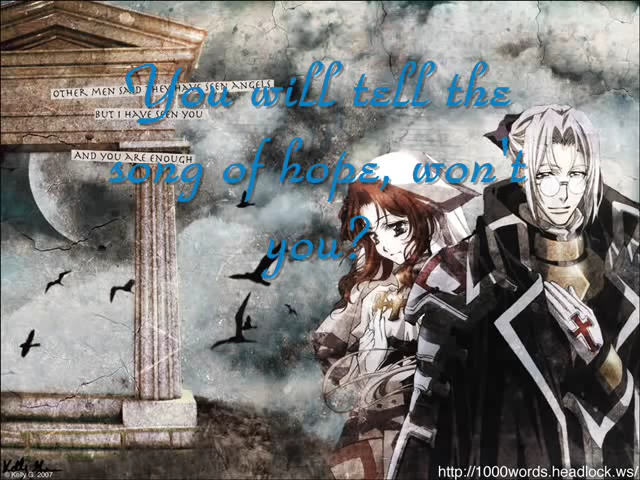 OTHER MEN SAID THEY HAVE SEEN ANGELS
BUT I HAVE SEEN YOU
AND YOU ARE ENOUGH
You will tell the
song of hope, won't
you?
© Kelly G. 2007
http://1000words.headlock.ws/